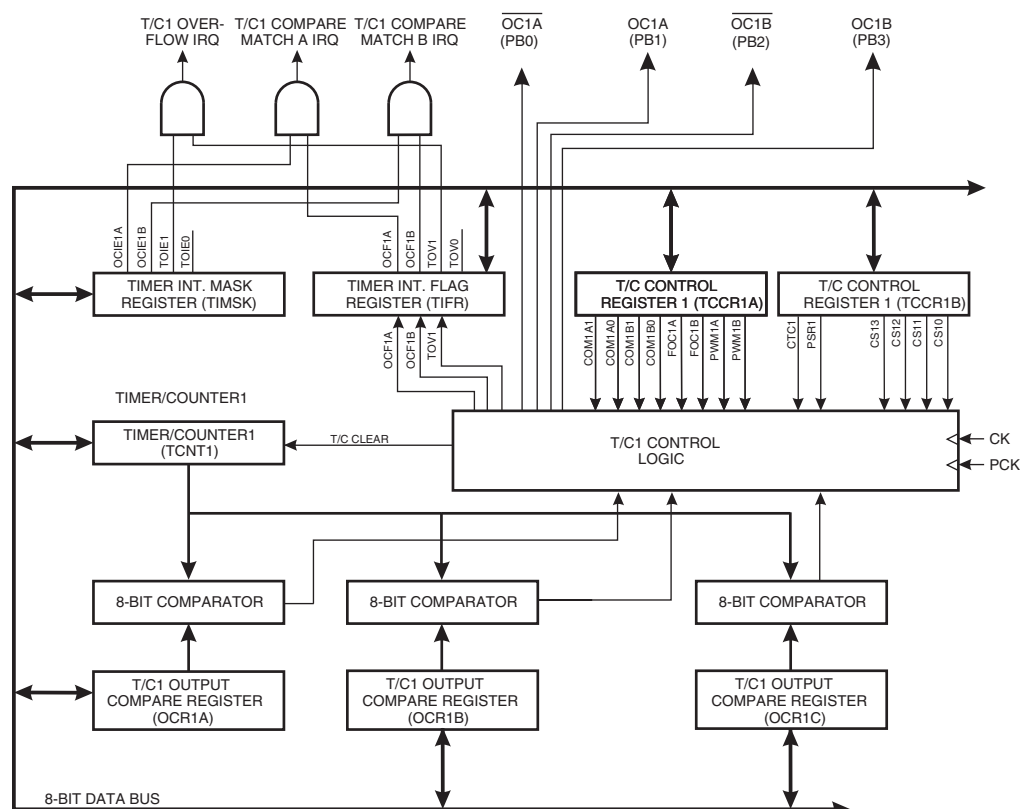 T/C1 OVER-
FLOW IRQ
T/C1 COMPARE
MATCH A IRQ
T/C1 COMPARE
MATCH B IRQ
OC1A
(PB0)
OC1A
(PB1)
OC1B
(PB2)
OC1B
(PB3)
OCIE1A
OCIE1B
TOIE1
TOIE0
OCF1A
OCF1B
TOV1
TOV0
TIMER INT. MASK
REGISTER (TIMSK)
TIMER INT. FLAG
REGISTER (TIFR)
T/C CONTROL
REGISTER 1 (TCCR1A)
T/C CONTROL
REGISTER 1 (TCCR1B)
OCF1A
OCF1B
TOV1
COM1A1
COM1A0
COM1B1
COM1B0
FOC1A
FOC1B
PWM1A
PWM1B
CTC1
PSR1
CS13
CS12
CS11
CS10
TIMER/COUNTER1
TIMER/COUNTER1
(TCNT1)
T/C CLEAR
T/C1 CONTROL
LOGIC
CK
PCK
8-BIT COMPARATOR
8-BIT COMPARATOR
8-BIT COMPARATOR
T/C1 OUTPUT
COMPARE REGISTER
(OCR1A)
T/C1 OUTPUT
COMPARE REGISTER
(OCR1B)
T/C1 OUTPUT
COMPARE REGISTER
(OCR1C)
8-BIT DATA BUS